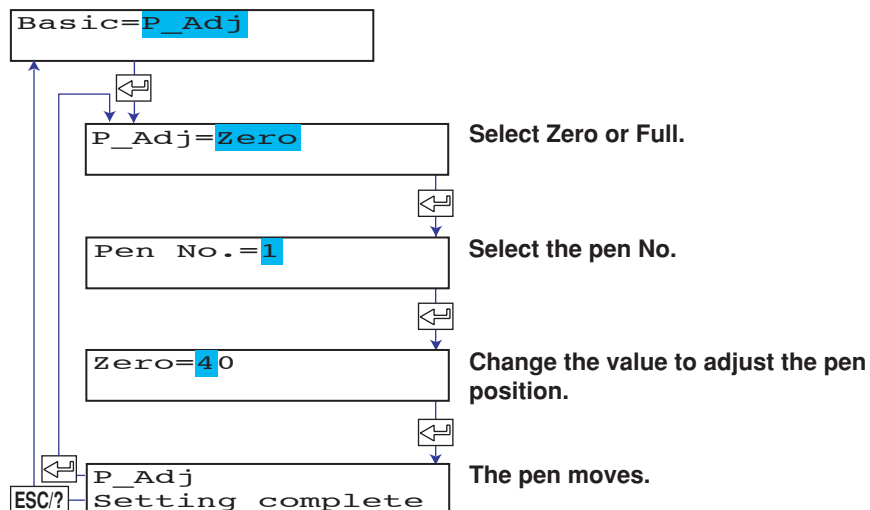 Basic=P_Adj
P_Adj=Zero
Select Zero or Full.
Pen No.=1
Select the pen No.
Zero=40
Change the value to adjust the pen
position.
P_Adj
Setting complete
The pen moves.
ESC/?